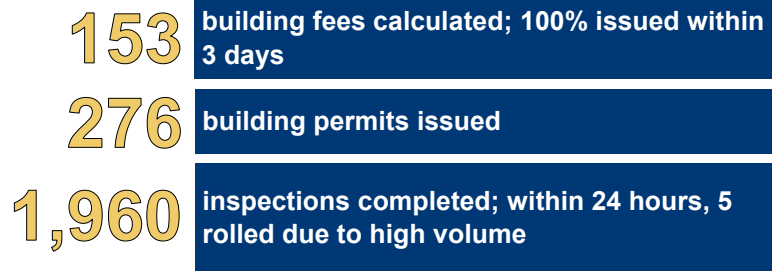 153
building fees calculated; 100% issued within
3 days
276
building permits issued
1,960
inspections completed; within 24 hours, 5
rolled due to high volume